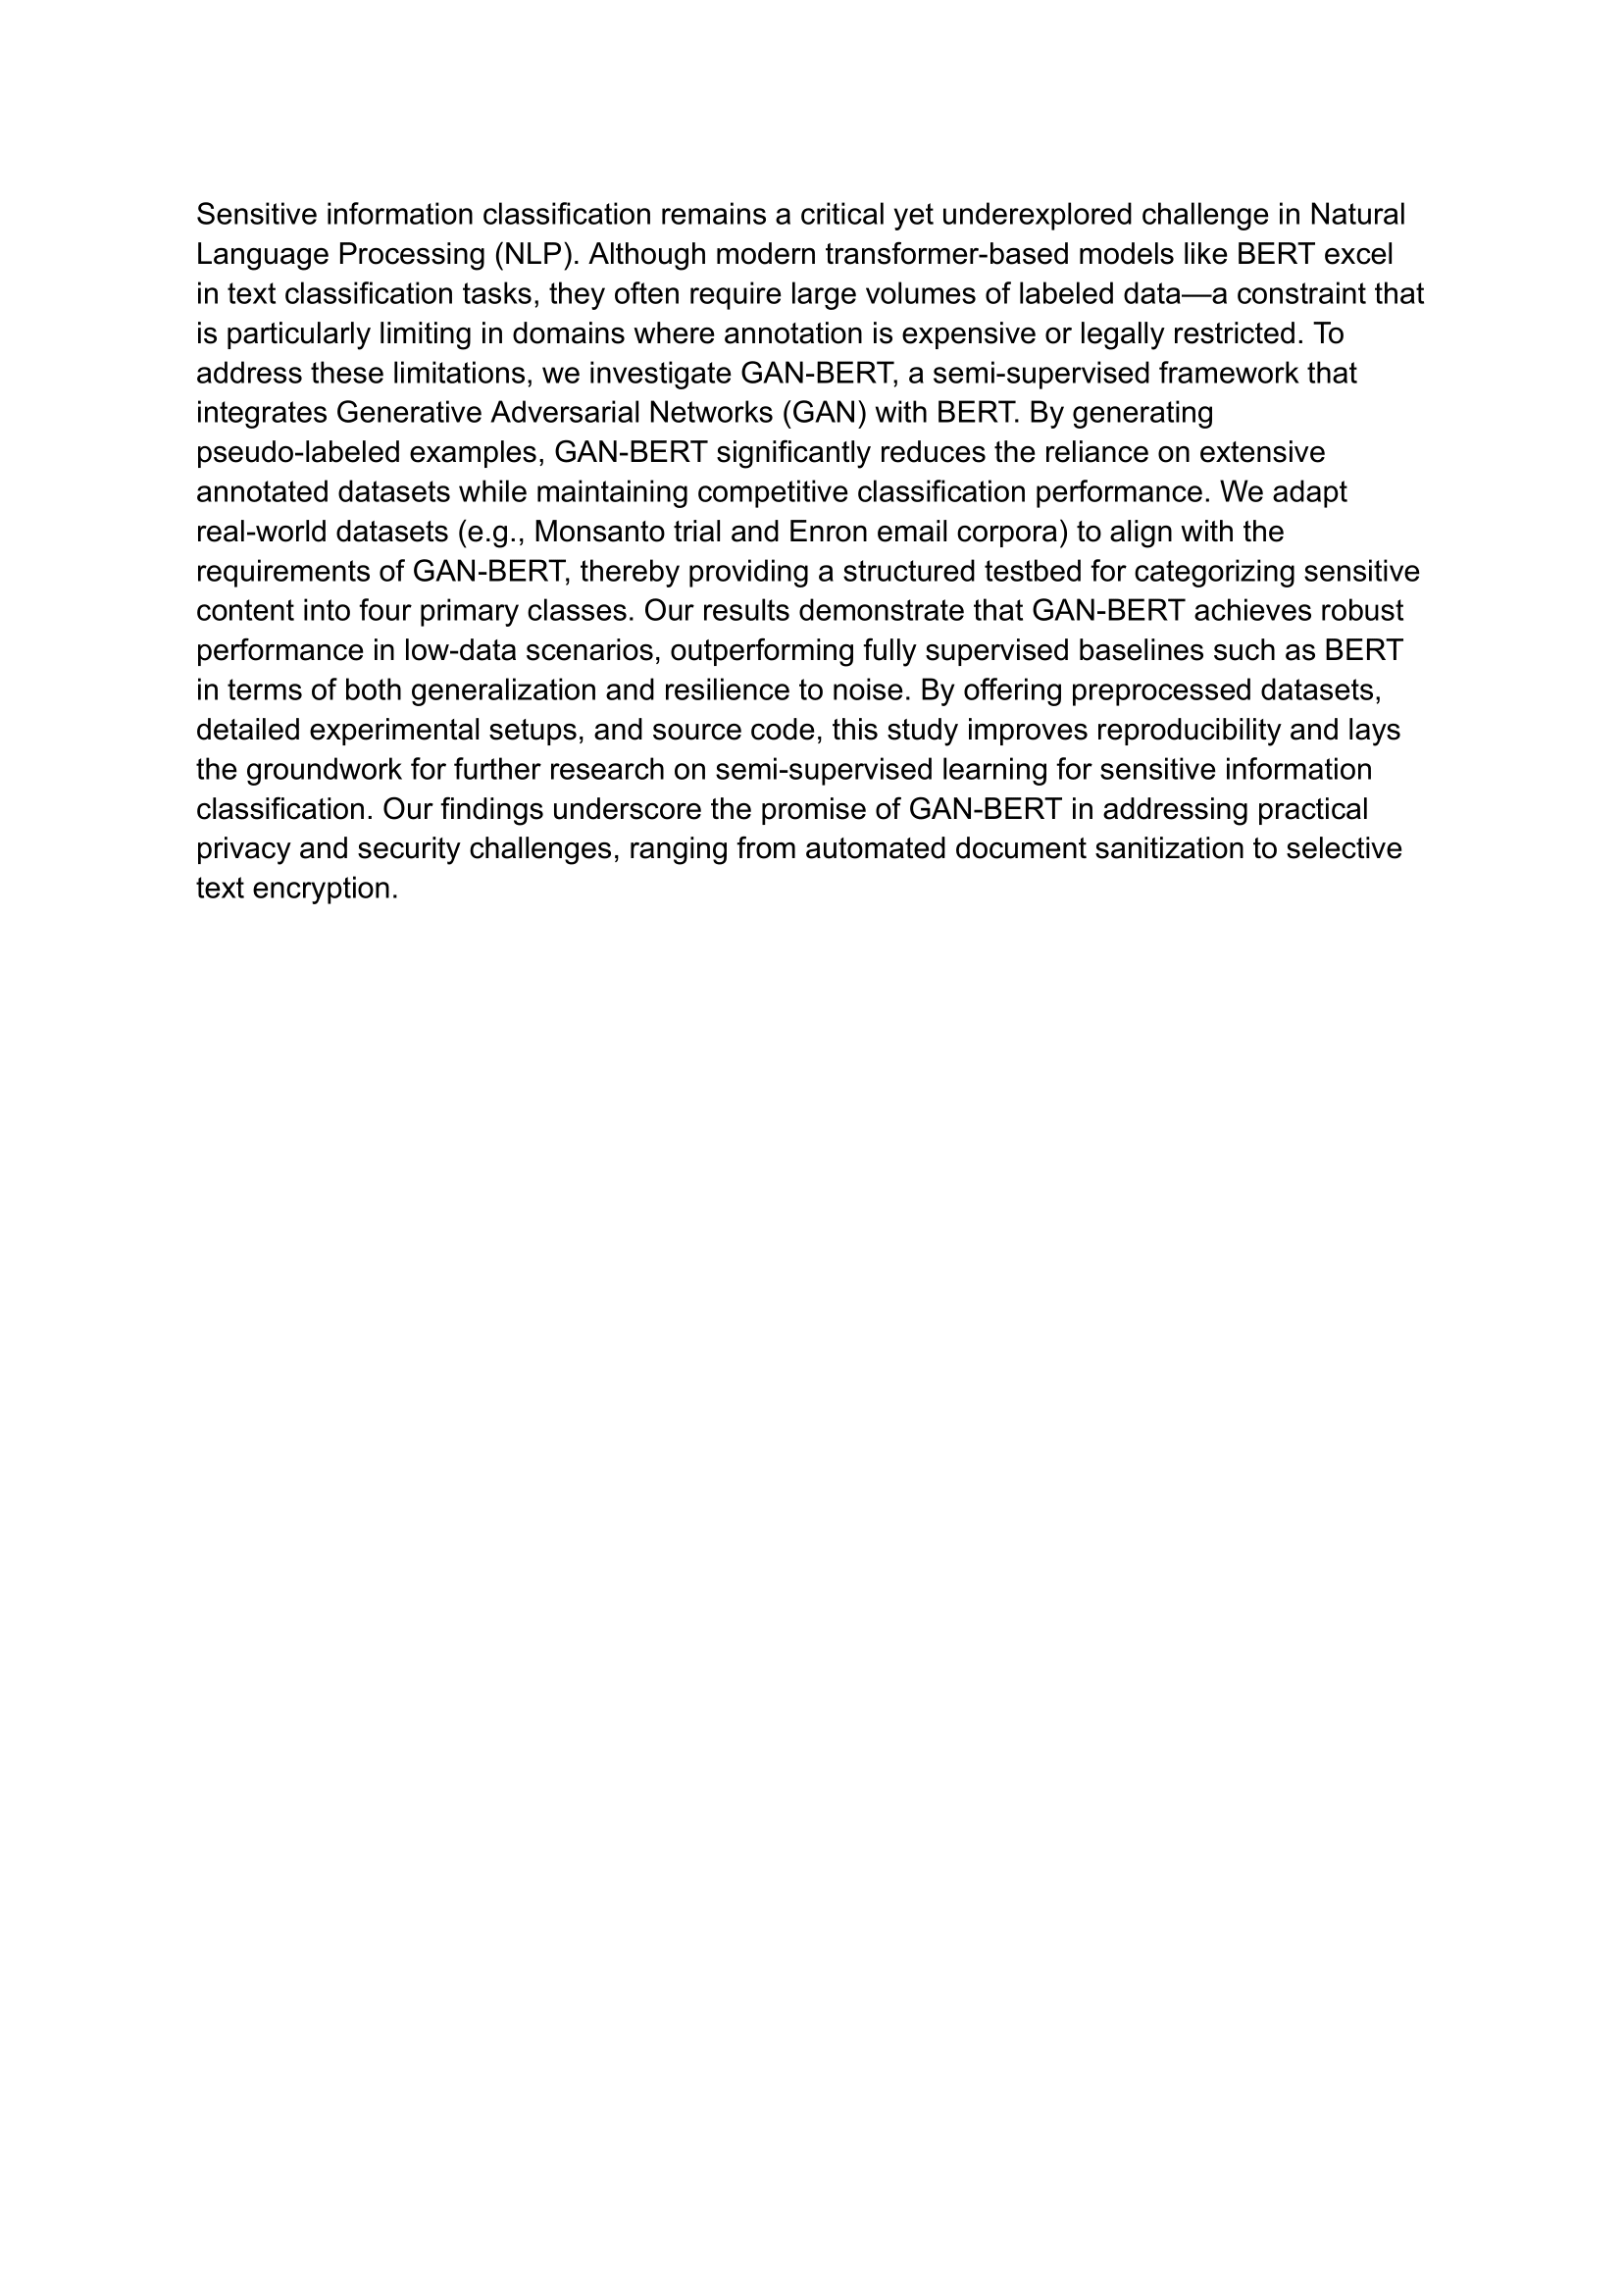 Sensitive information classification remains a critical yet underexplored challenge in Natural
Language Processing (NLP). Although modern transformer-based models like BERT excel
in text classification tasks, they often require large volumes of labeled data—a constraint that
is particularly limiting in domains where annotation is expensive or legally restricted. To
address these limitations, we investigate GAN-BERT, a semi-supervised framework that
integrates Generative Adversarial Networks (GAN) with BERT. By generating
pseudo-labeled examples, GAN-BERT significantly reduces the reliance on extensive
annotated datasets while maintaining competitive classification performance. We adapt
real-world datasets (e.g., Monsanto trial and Enron email corpora) to align with the
requirements of GAN-BERT, thereby providing a structured testbed for categorizing sensitive
content into four primary classes. Our results demonstrate that GAN-BERT achieves robust
performance in low-data scenarios, outperforming fully supervised baselines such as BERT
in terms of both generalization and resilience to noise. By offering preprocessed datasets,
detailed experimental setups, and source code, this study improves reproducibility and lays
the groundwork for further research on semi-supervised learning for sensitive information
classification. Our findings underscore the promise of GAN-BERT in addressing practical
privacy and security challenges, ranging from automated document sanitization to selective
text encryption.